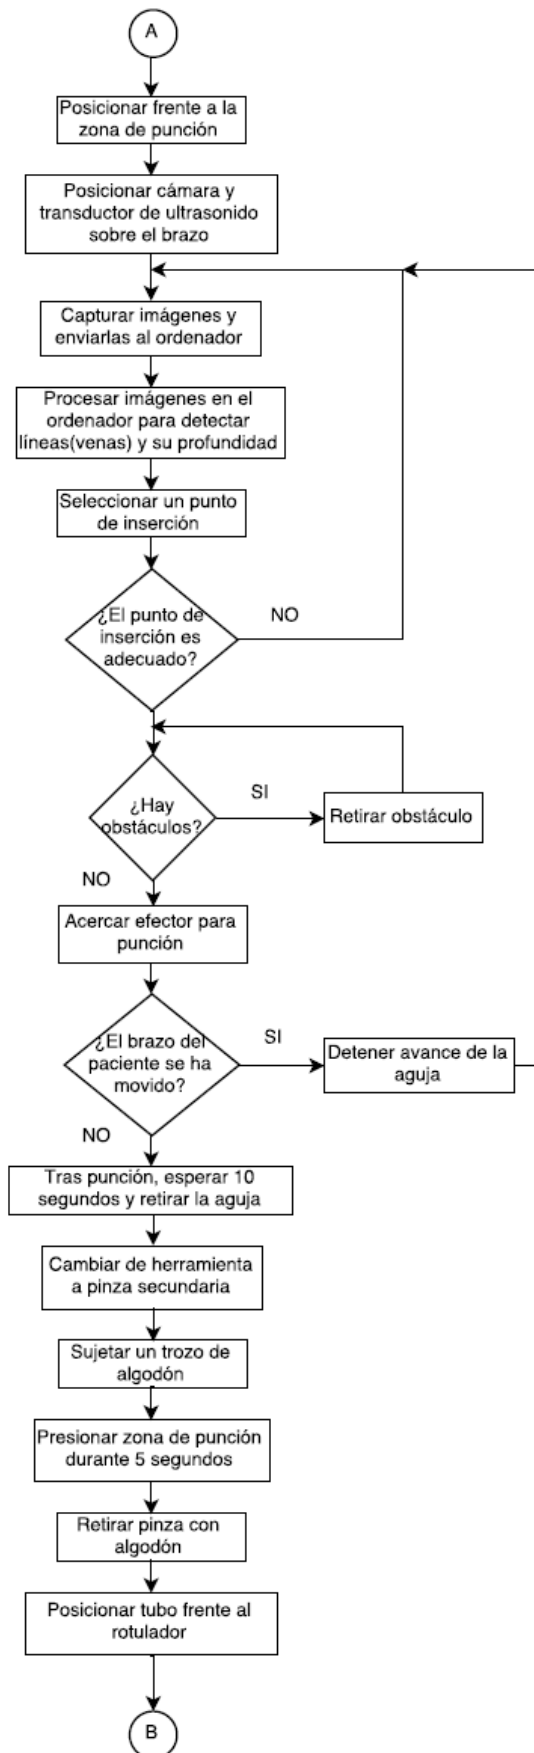 A
Posicionar frente a la
zona de punción
Posicionar cámara y
transductor de ultrasonido
sobre el brazo
Capturar imágenes y
enviarlas al ordenador
Procesar imágenes en el
ordenador para detectar
líneas(venas) y su profundidad
Seleccionar un punto
de inserción
¿El punto de
inserción es
adecuado?
NO
¿Hay
obstáculos?
SI
Retirar obstáculo
NO
Acercar efector para
punción
¿El brazo del
paciente se ha
movido?
SI
Detener avance de la
aguja
NO
Tras punción, esperar 10
segundos y retirar la aguja
Cambiar de herramienta
a pinza secundaria
Sujetar un trozo de
algodón
Presionar zona de punción
durante 5 segundos
Retirar pinza con
algodón
Posicionar tubo frente al
rotulador
B